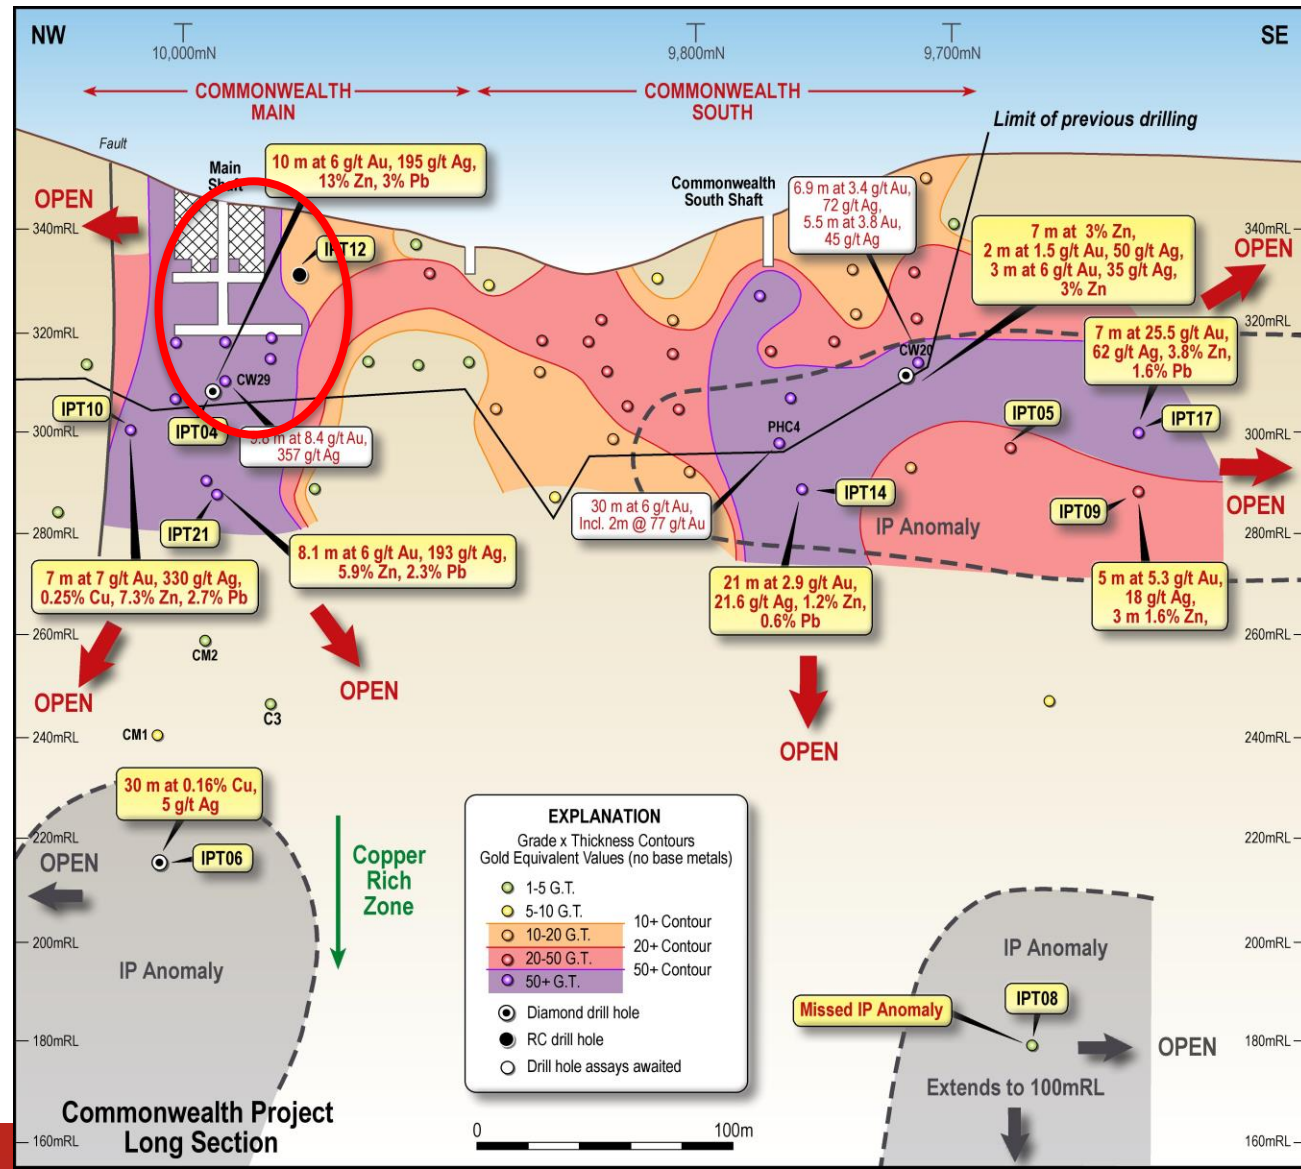 NW
SE
10,000mN
9,800mN
9,700mN
COMMONWEALTH
MAIN
COMMONWEALTH
SOUTH
Limit of previous drilling
Fault
Main
Shaft
10 m at 6 g/t Au, 195 g/t Ag,
13% Zn, 3% Pb
Commonwealth
South Shaft
6.9 m at 3.4 g/t Au,
72 g/t Ag,
5.5 m at 3.8 Au,
45 g/t Ag
7 m at 3% Zn,
2 m at 1.5 g/t Au, 50 g/t Ag,
3 m at 6 g/t Au, 35 g/t Ag,
3% Zn
OPEN
340mRL
340mRL
OPEN
IPT12
320mRL
320mRL
7 m at 25.5 g/t Au,
62 g/t Ag, 3.8% Zn,
1.6% Pb
CW20
CW29
IPT10
IPT04
IPT05
IPT17
300mRL
300mRL
PHC4
at 8.4 g/t Au,
357 g/t Ag
OPEN
IPT14
IPT09
30 m at 6 g/t Au,
Incl. 2m @ 77 g/t Au
IP Anomaly
IPT21
280mRL
280mRL
7 m at 7 g/t Au, 330 g/t Ag,
0.25% Cu, 7.3% Zn, 2.7% Pb
8.1 m at 6 g/t Au, 193 g/t Ag,
5.9% Zn, 2.3% Pb
21 m at 2.9 g/t Au,
21.6 g/t Ag, 1.2% Zn,
0.6% Pb
5 m at 5.3 g/t Au,
18 g/t Ag,
3 m 1.6% Zn,
260mRL
260mRL
CM2
OPEN
OPEN
C3
CM1
240mRL
240mRL
OPEN
30 m at 0.16% Cu,
5 g/t Ag
220mRL
220mRL
OPEN
IPT06
Copper
Rich
Zone
200mRL
200mRL
IP Anomaly
EXPLANATION
Grade x Thickness Contours
Gold Equivalent Values (no base metals)
1-5 G.T.
5-10 G.T.
10+ Contour
10-20 G.T.
20+ Contour
20-50 G.T.
50+ Contour
50+ G.T.
Diamond drill hole
RC drill hole
Drill hole assays awaited
IP Anomaly
IPT08
Missed IP Anomaly
OPEN
180mRL
180mRL
Extends to 100mRL
Commonwealth Project
Long Section
0
100m
160mRL
160mRL